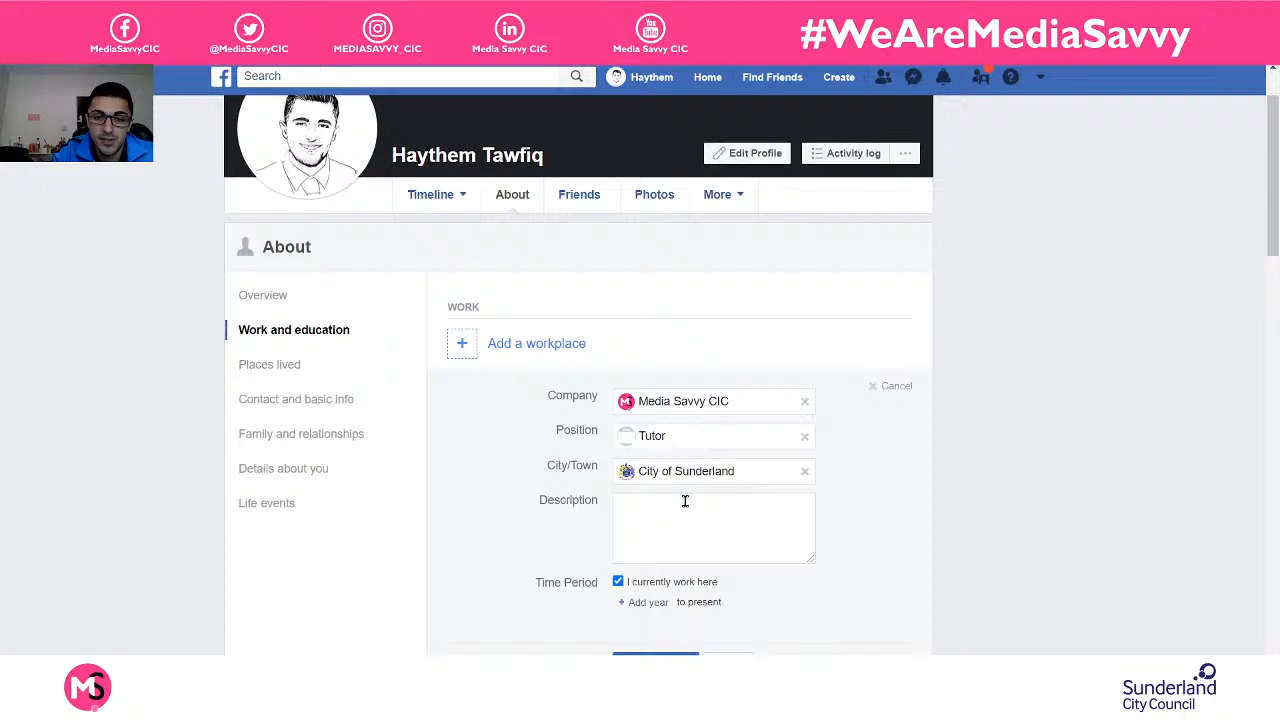 MediaSavvyCIC
@MediaSavvyCIC
MEDIASAVVY_CIC
Media Savvy CIC
You Tube
Media Savvy CIC
#WeAreMediaSavvy
Search
Haythem
Home
Find Friends
Create
Haythem Tawfiq
Edit Profile
Activity log
Timeline
About
Friends
Photos
More
About
Overview
Work and education
Places lived
Contact and basic info
Family and relationships
Details about you
Life events
WORK
+ Add a workplace
Cancel
Company
Media Savvy CIC
Position
Tutor
City/Town
City of Sunderland
Description
Time Period
I currently work here
+ Add year to present
MS
Sunderland
City Council